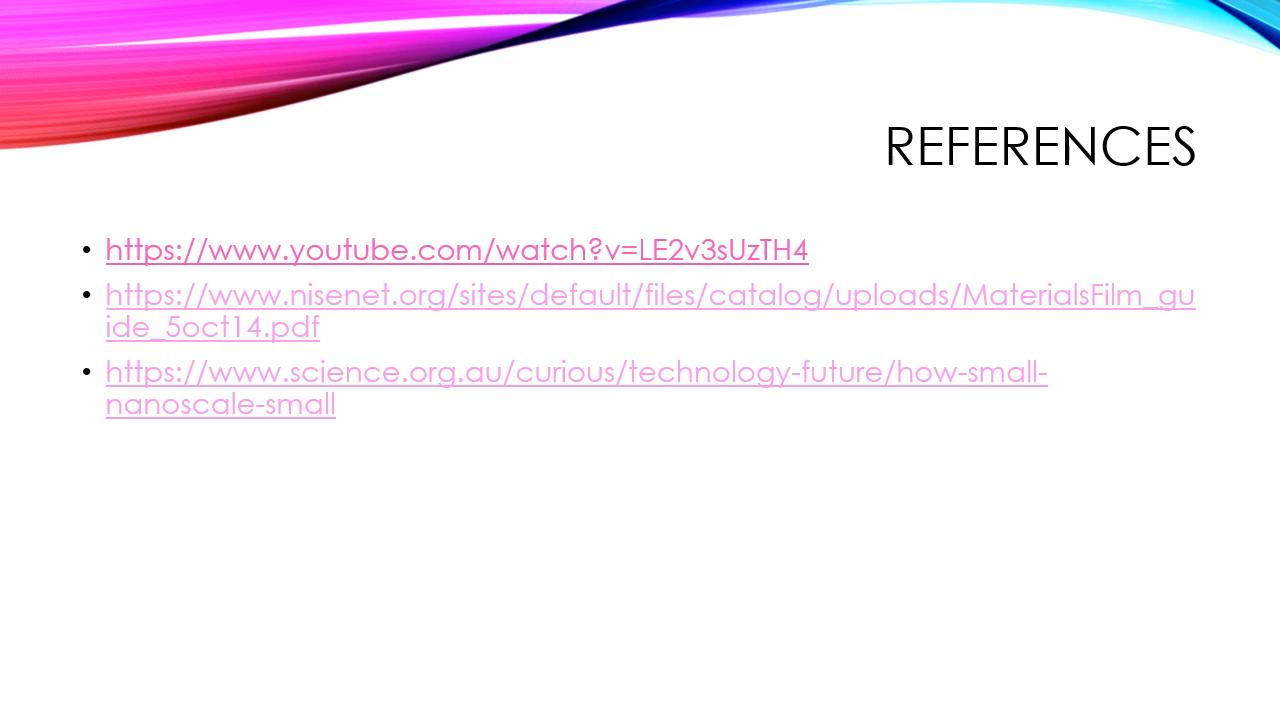 REFERENCES
• https://www.youtube.com/watch?v=LE2v3sUzTH4
• https://www.nisenet.org/sites/default/files/catalog/uploads/MaterialsFilm_gu
ide_5oct14.pdf
• https://www.science.org.au/curious/technology-future/how-small-
nanoscale-small